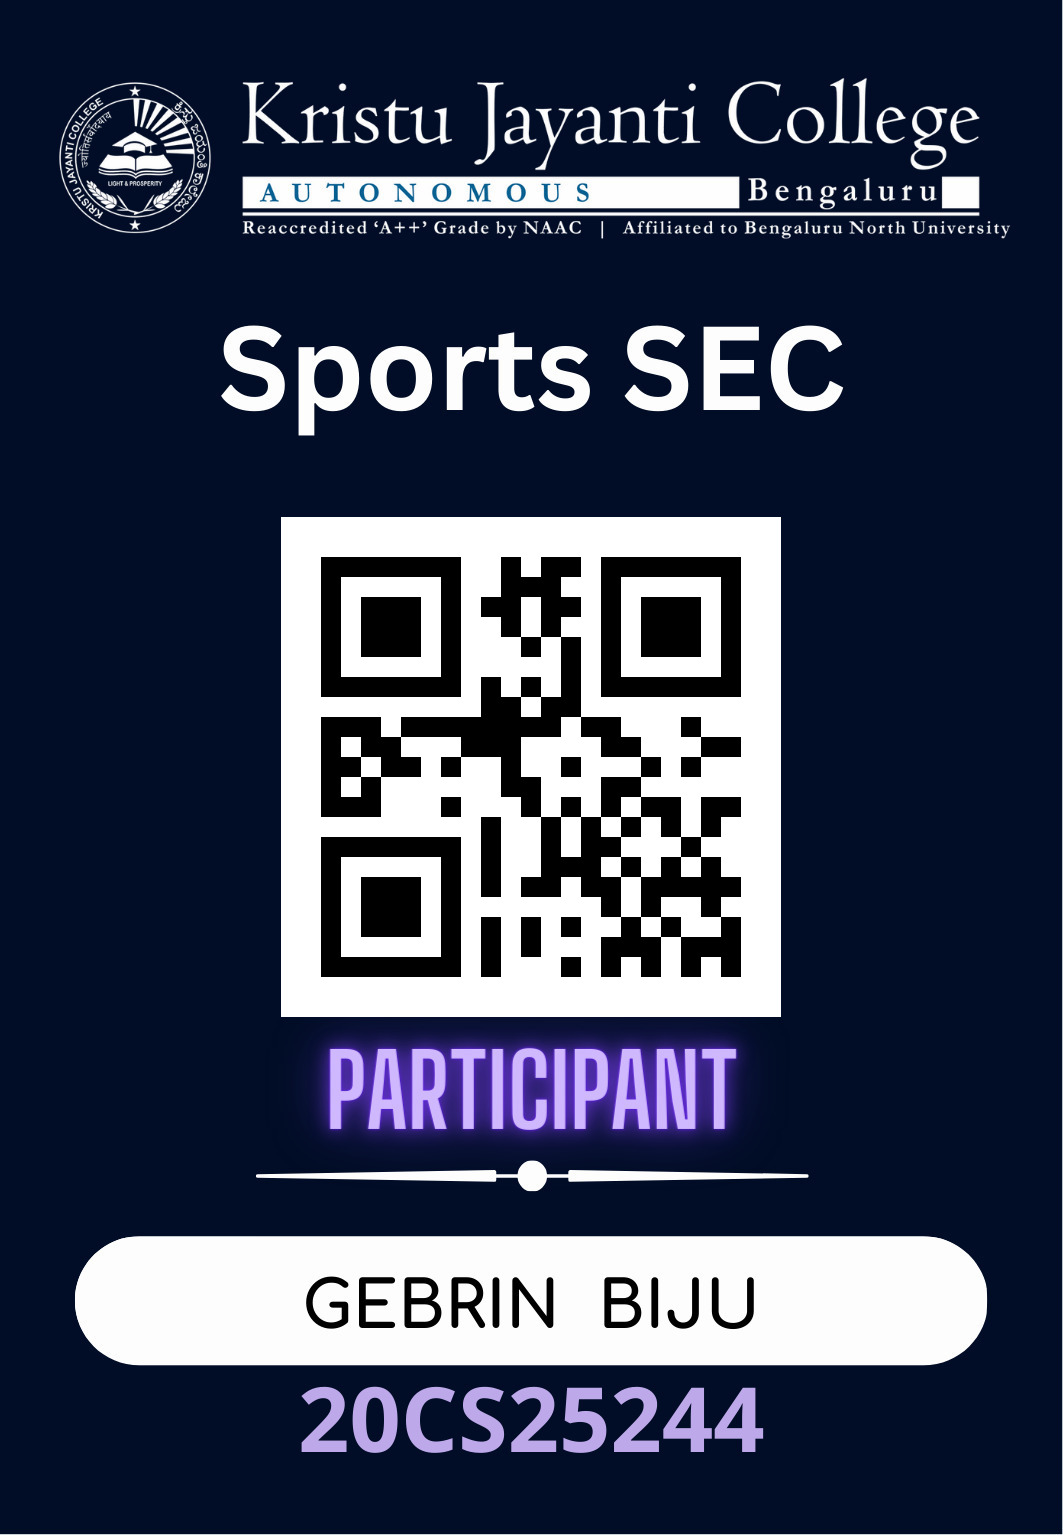 Kristu Jayanti College
AUTONOMOUS Bengaluru
Reaccredited ‘A++’ Grade by NAAC | Affiliated to Bengaluru North University
KRISTU JAYANTI COLLEGE
LIGHT & PROSPERITY
Sports SEC
PARTICIPANT
GEBRIN BIJU
20CS25244